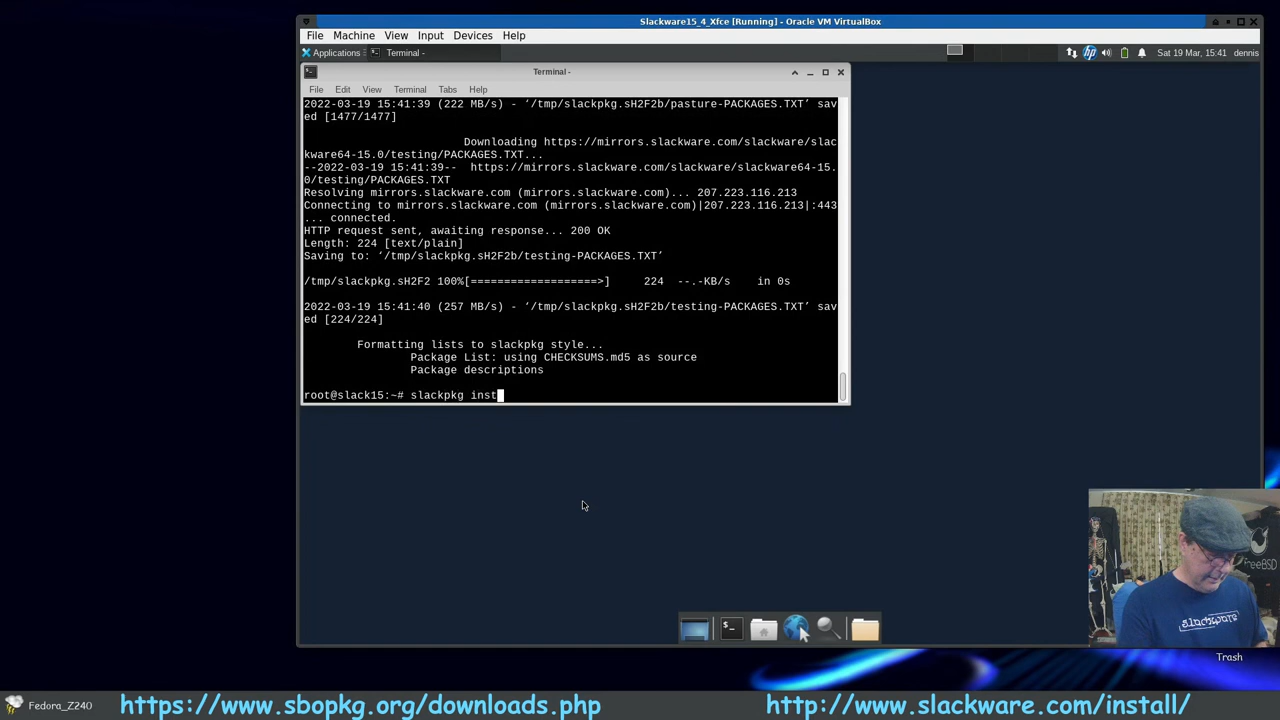 Slackware15_4_Xfce [Running] - Oracle VM VirtualBox
File Machine View Input Devices Help
Applications Terminal - hp Sat 19 Mar, 15:41 dennis
Terminal -
File Edit View Terminal Tabs Help
2022-03-19 15:41:39 (222 MB/s) - ‘/tmp/slackpkg.sH2F2b/pasture-PACKAGES.TXT’ sav
ed [1477/1477]
Downloading https://mirrors.slackware.com/slackware/slac
kware64-15.0/testing/PACKAGES.TXT...
--2022-03-19 15:41:39-- https://mirrors.slackware.com/slackware/slackware64-15.
0/testing/PACKAGES.TXT
Resolving mirrors.slackware.com (mirrors.slackware.com)... 207.223.116.213
Connecting to mirrors.slackware.com (mirrors.slackware.com)|207.223.116.213|:443
... connected.
HTTP request sent, awaiting response... 200 OK
Length: 224 [text/plain]
Saving to: ‘/tmp/slackpkg.sH2F2b/testing-PACKAGES.TXT’
/tmp/slackpkg.sH2F2 100%[===================>] 224 --.-KB/s in 0s
2022-03-19 15:41:40 (257 MB/s) - ‘/tmp/slackpkg.sH2F2b/testing-PACKAGES.TXT’ sav
ed [224/224]
Formatting lists to slackpkg style...
Package List: using CHECKSUMS.md5 as source
Package descriptions
root@slack15:~# slackpkg inst
FreeBSD
slackware
Trash
Fedora_Z240
https://www.sbopkg.org/downloads.php
http://www.slackware.com/install/